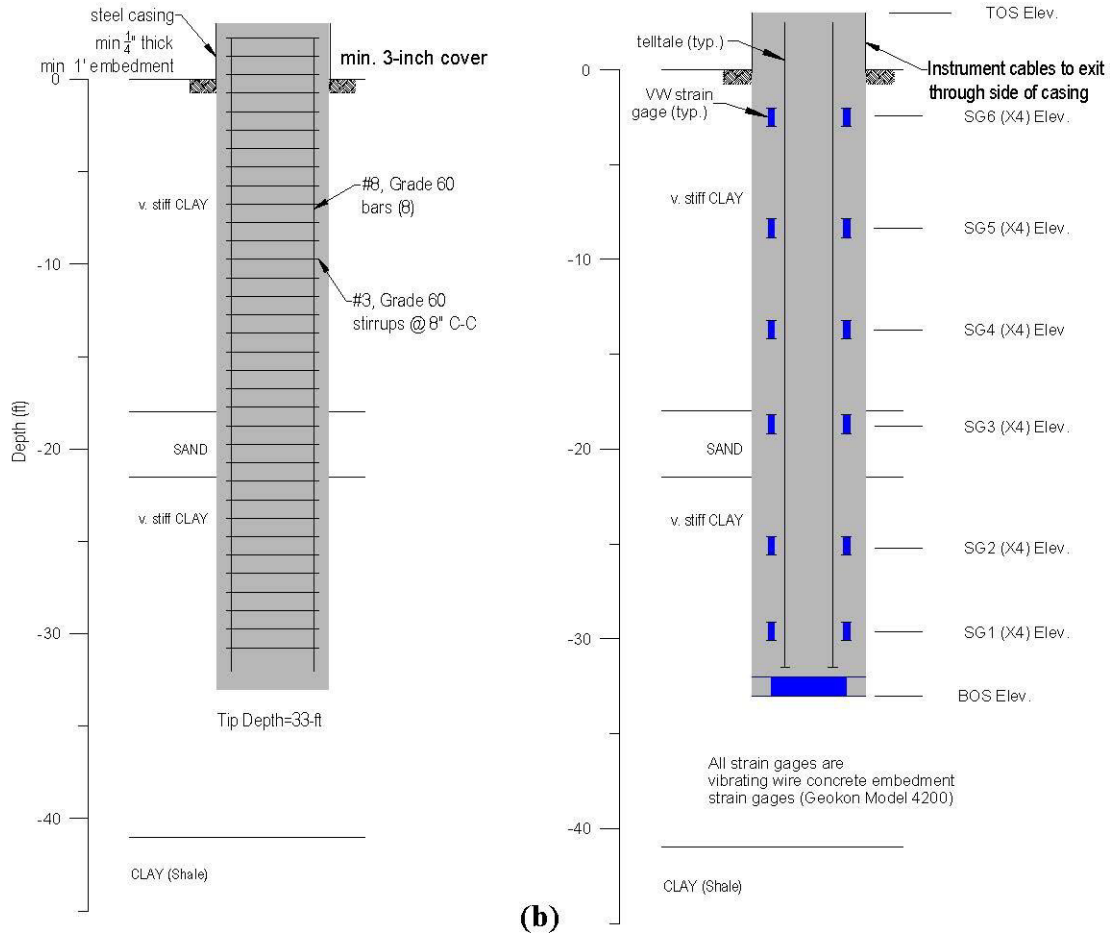 steel casing
min 1/4" thick
min 1' embedment
min. 3-inch cover
0
#8, Grade 60
bars (8)
v. stiff CLAY
-10
#3, Grade 60
stirrups @ 8" C-C
Depth (ft)
SAND
-20
v. stiff CLAY
-30
Tip Depth=33-ft
-40
CLAY (Shale)
TOS Elev.
telltale (typ.)
Instrument cables to exit
through side of casing
0
VW strain
gage (typ.)
SG6 (X4) Elev.
v. stiff CLAY
SG5 (X4) Elev.
-10
SG4 (X4) Elev
SG3 (X4) Elev.
SAND
-20
v. stiff CLAY
SG2 (X4) Elev.
-30
SG1 (X4) Elev.
BOS Elev.
All strain gages are
vibrating wire concrete embedment
strain gages (Geokon Model 4200)
-40
CLAY (Shale)
(b)